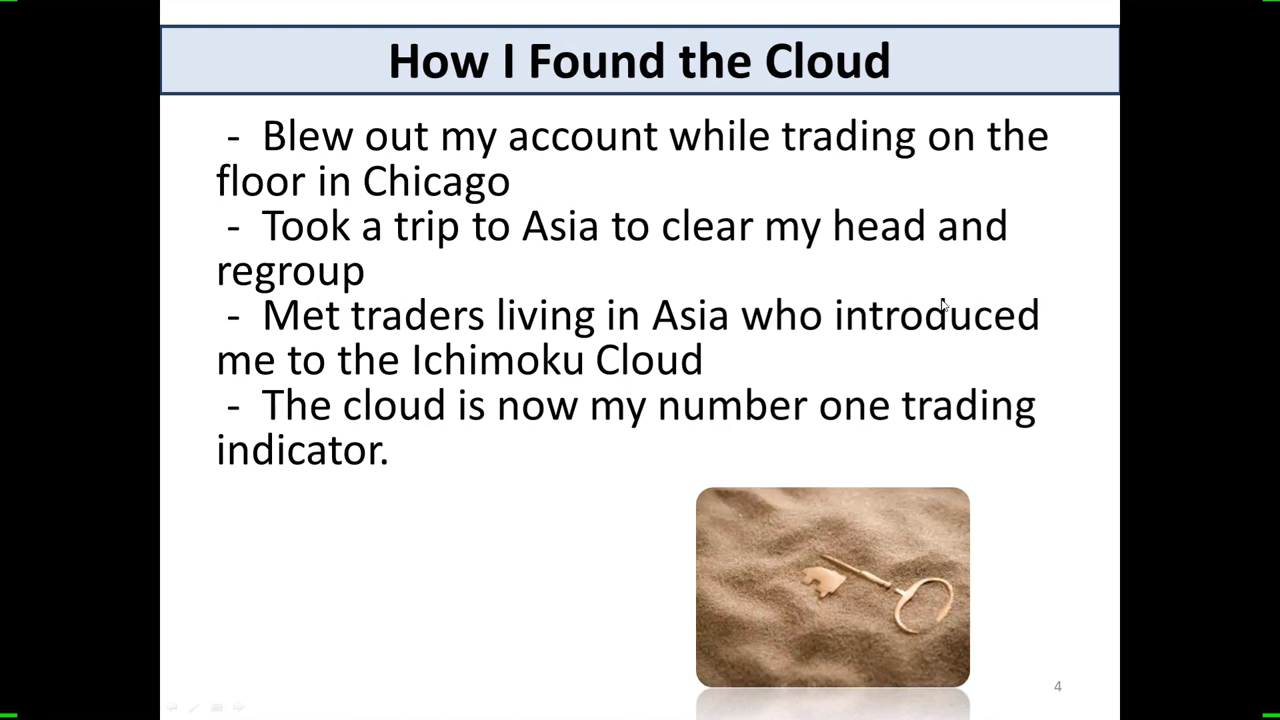 How I Found the Cloud
- Blew out my account while trading on the
floor in Chicago
- Took a trip to Asia to clear my head and
regroup
- Met traders living in Asia who introduced
me to the Ichimoku Cloud
- The cloud is now my number one trading
indicator.
4